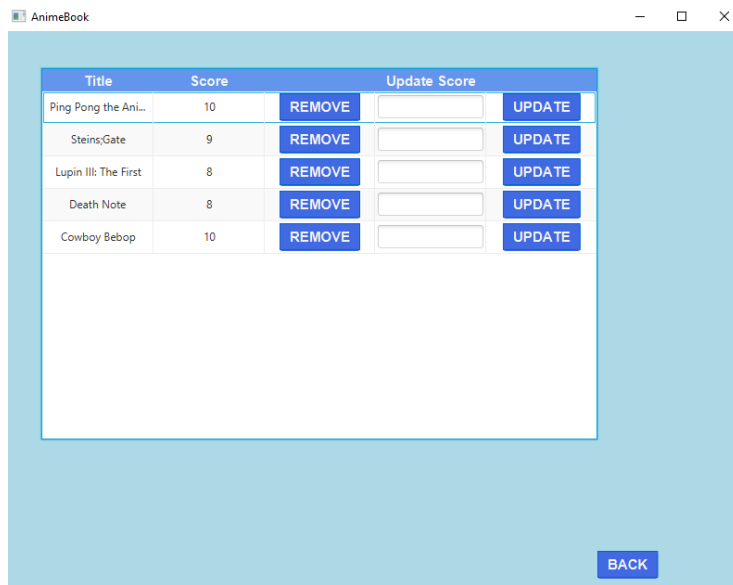 AnimeBook
Title Score Update Score
Ping Pong the Ani... 10 REMOVE UPDATE
Steins;Gate 9 REMOVE UPDATE
Lupin III: The First 8 REMOVE UPDATE
Death Note 8 REMOVE UPDATE
Cowboy Bebop 10 REMOVE UPDATE
BACK